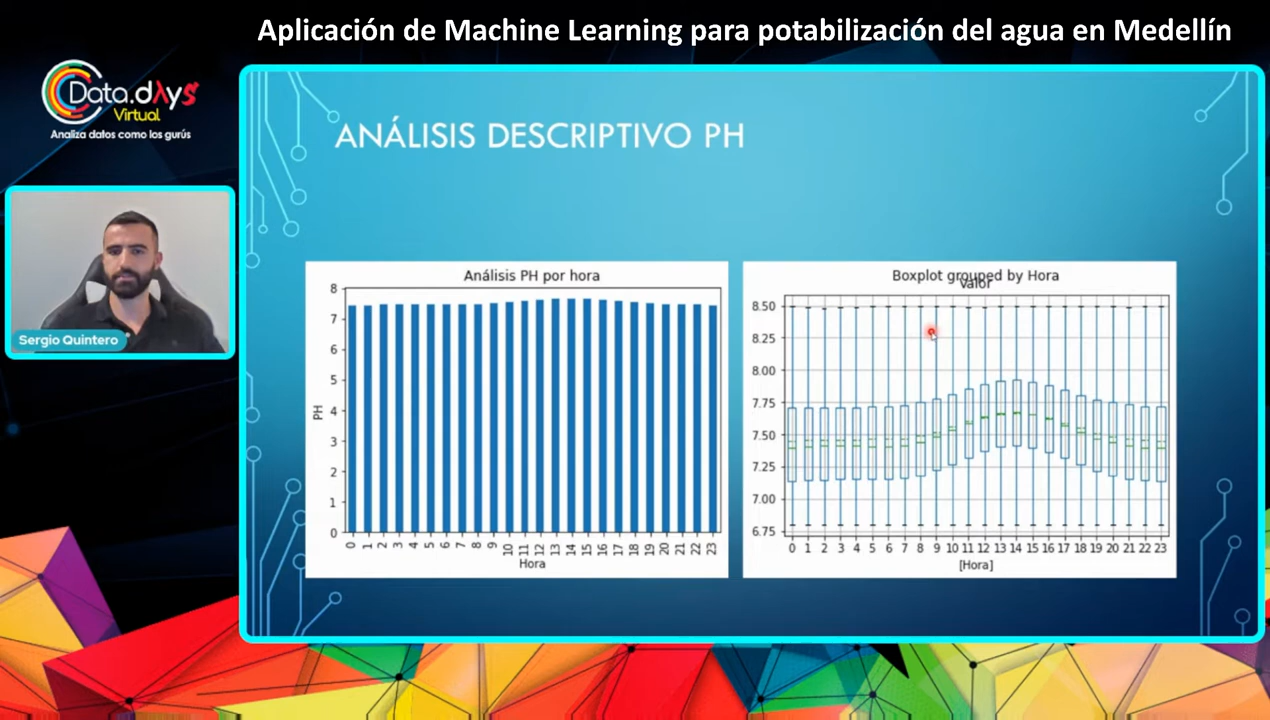 Aplicación de Machine Learning para potabilización del agua en Medellín
Data.dAys
Virtual
Analiza datos como los gurús
Sergio Quintero
ANÁLISIS DESCRIPTIVO PH
Análisis PH por hora
8
7
6
5
4
3
2
1
0
PH
0 1 2 3 4 5 6 7 8 9 10 11 12 13 14 15 16 17 18 19 20 21 22 23
Hora
Boxplot grouped by Hora
valor
8.50
8.25
8.00
7.75
7.50
7.25
7.00
6.75
0 1 2 3 4 5 6 7 8 9 10 11 12 13 14 15 16 17 18 19 20 21 22 23
[Hora]